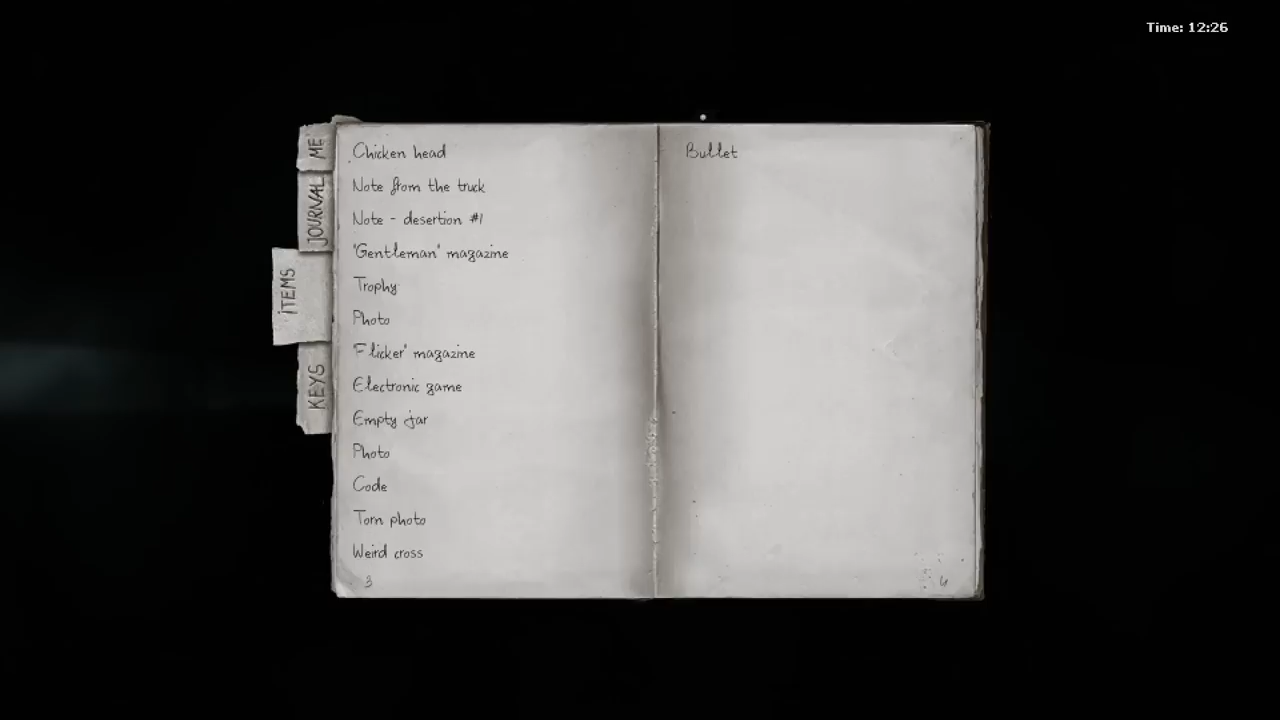 Time: 12:26
ME
JOURNAL
ITEMS
KEYS
Chicken head
Note from the truck
Note - desertion #1
'Gentleman' magazine
Trophy
Photo
'Flicker' magazine
Electronic game
Empty jar
Photo
Code
Torn photo
Weird cross
3
Bullet
4